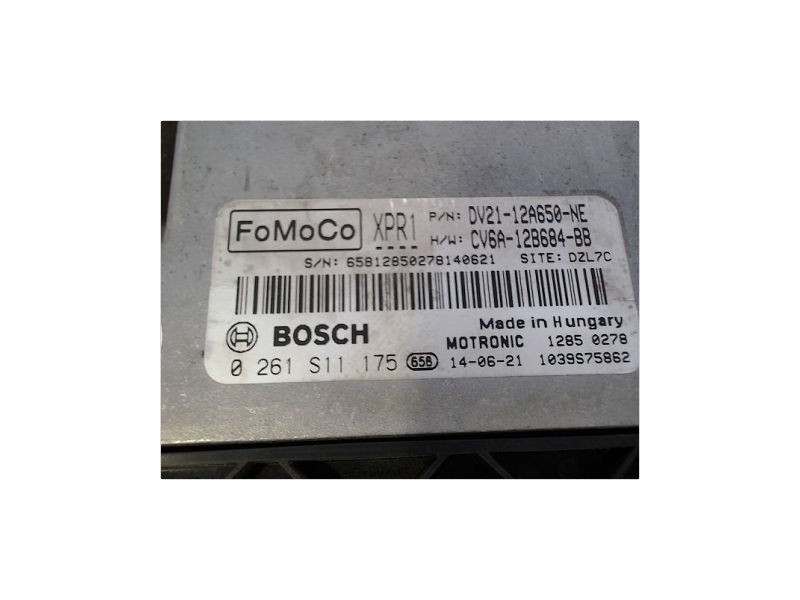 FoMoCo XPR1 P/N: DV21-12A650-NE
H/W: CV6A-12B684-BB
S/N: 65812850278140621 SITE: DZL7C
BOSCH Made in Hungary
MOTRONIC 1285 0278
0 261 S11 175 658 14-06-21 1039S75862